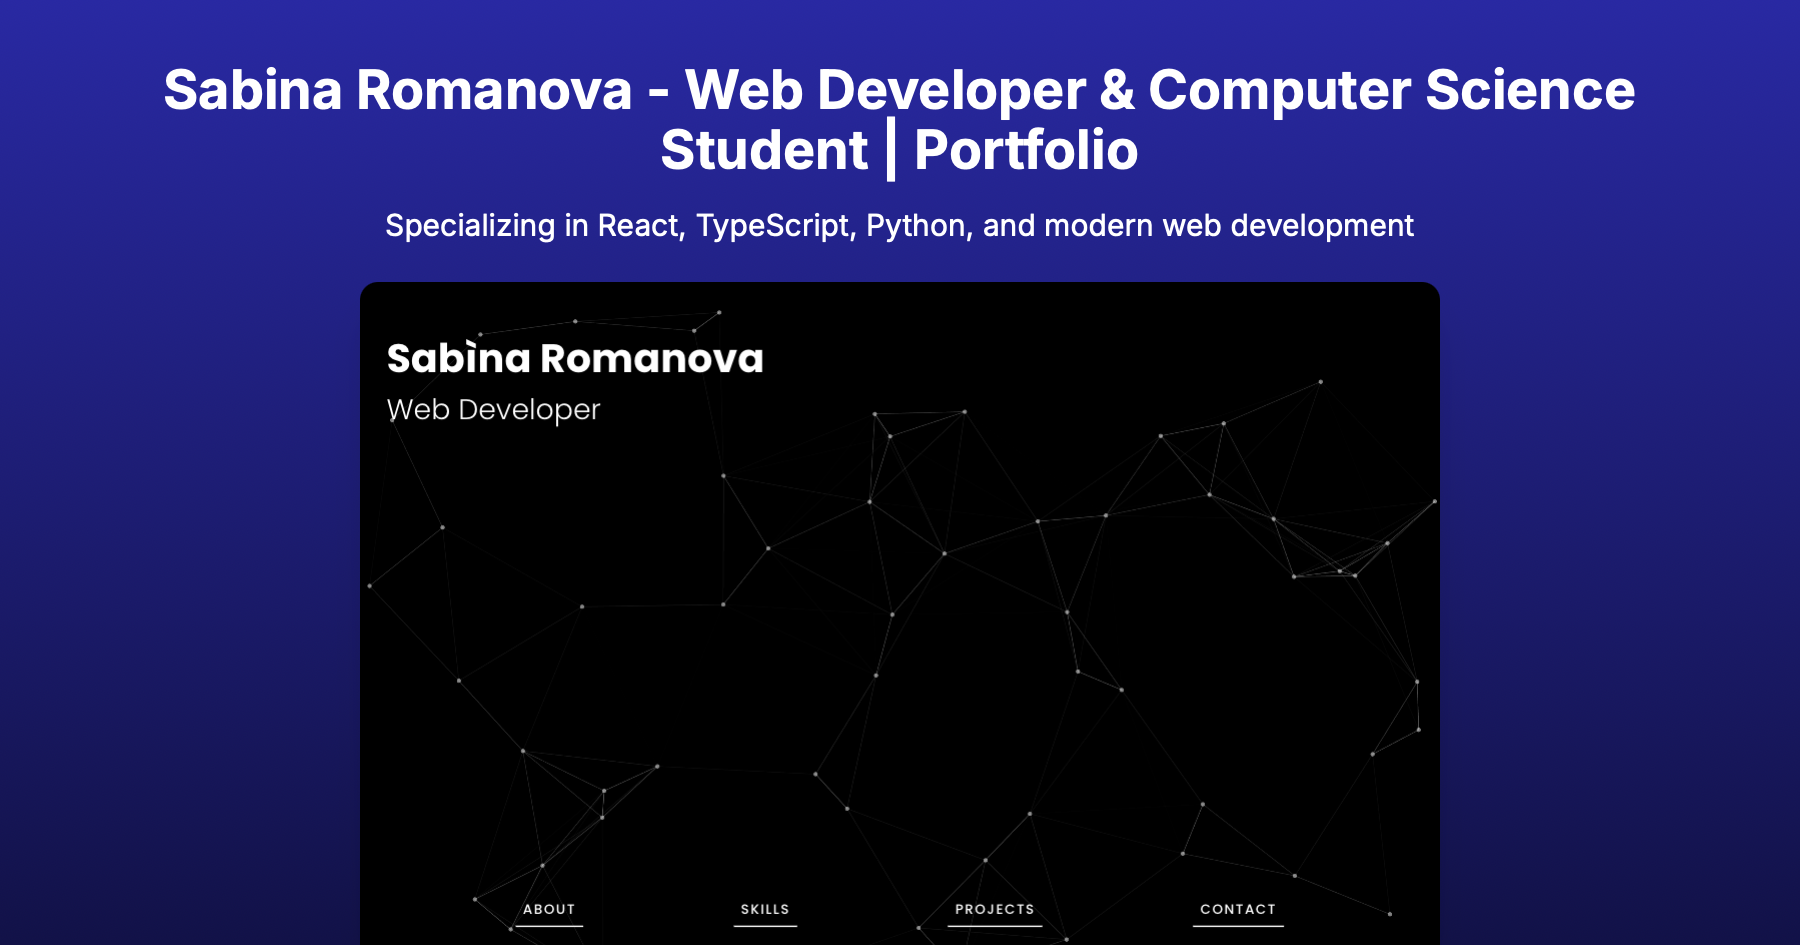 Sabina Romanova - Web Developer & Computer Science
Student | Portfolio
Specializing in React, TypeScript, Python, and modern web development
Sabina Romanova
Web Developer
ABOUT
SKILLS
PROJECTS
CONTACT